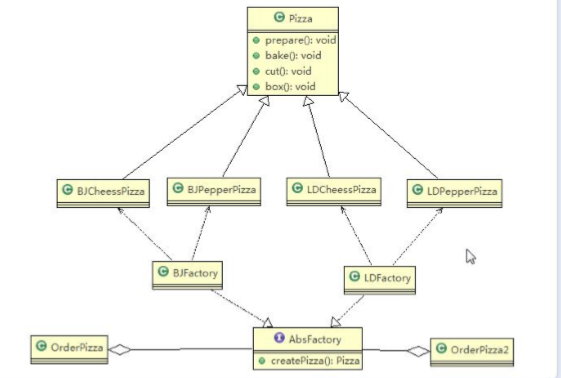 Pizza
prepare(): void
bake(): void
cut(): void
box(): void
BJCheessPizza
BJPepperPizza
LDCheessPizza
LDPepperPizza
BJFactory
LDFactory
OrderPizza
AbsFactory
createPizza(): Pizza
OrderPizza2